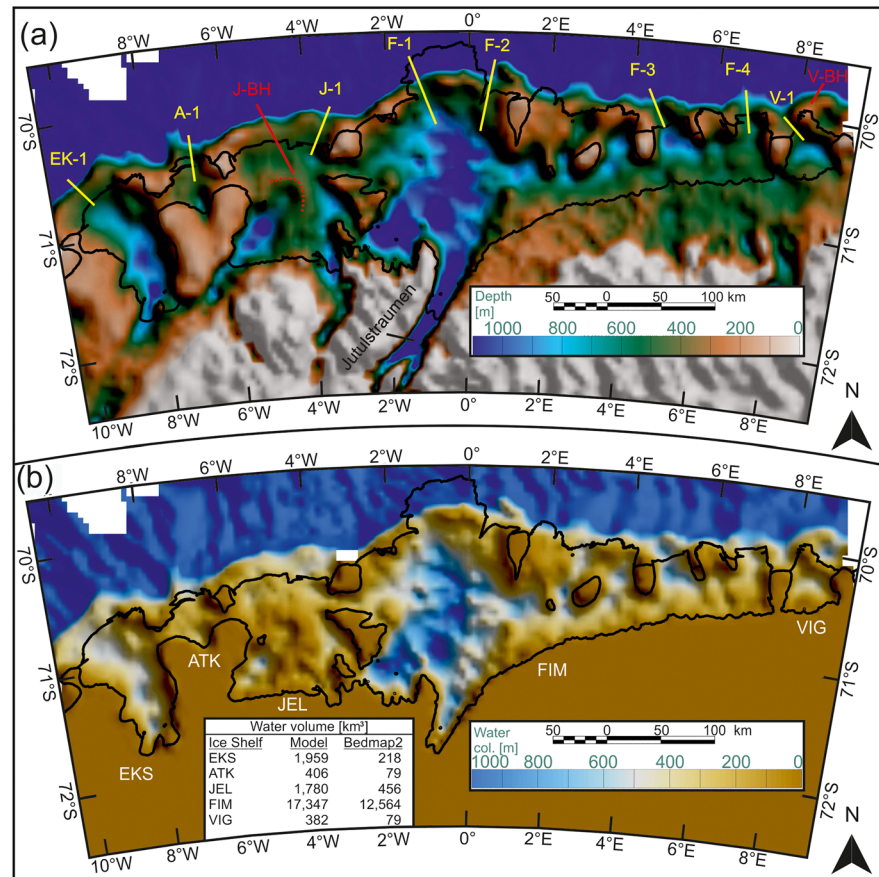 (a)
8°W 6°W 4°W 2°W 0° 2°E 4°E 6°E 8°E
F-1 F-2
F-3 F-4 V-BH
J-BH J-1
A-1 V-1
EK-1
70°S 70°S
71°S 71°S
72°S 72°S
Jutulstraumen
Depth
[m]
50 0 50 100 km
1000 800 600 400 200 0
N
10°W 8°W 6°W 4°W 2°W 0° 2°E 4°E 6°E 8°E
(b)
8°W 6°W 4°W 2°W 0° 2°E 4°E 6°E 8°E
70°S 70°S
71°S 71°S
72°S 72°S
VIG
ATK
FIM
JEL
EKS
Water volume [km³]
Ice Shelf Model Bedmap2
EKS 1,959 218
ATK 406 79
JEL 1,780 456
FIM 17,347 12,564
VIG 382 79
Water
col. [m]
50 0 50 100 km
1000 800 600 400 200 0
N
10°W 8°W 6°W 4°W 2°W 0° 2°E 4°E 6°E 8°E